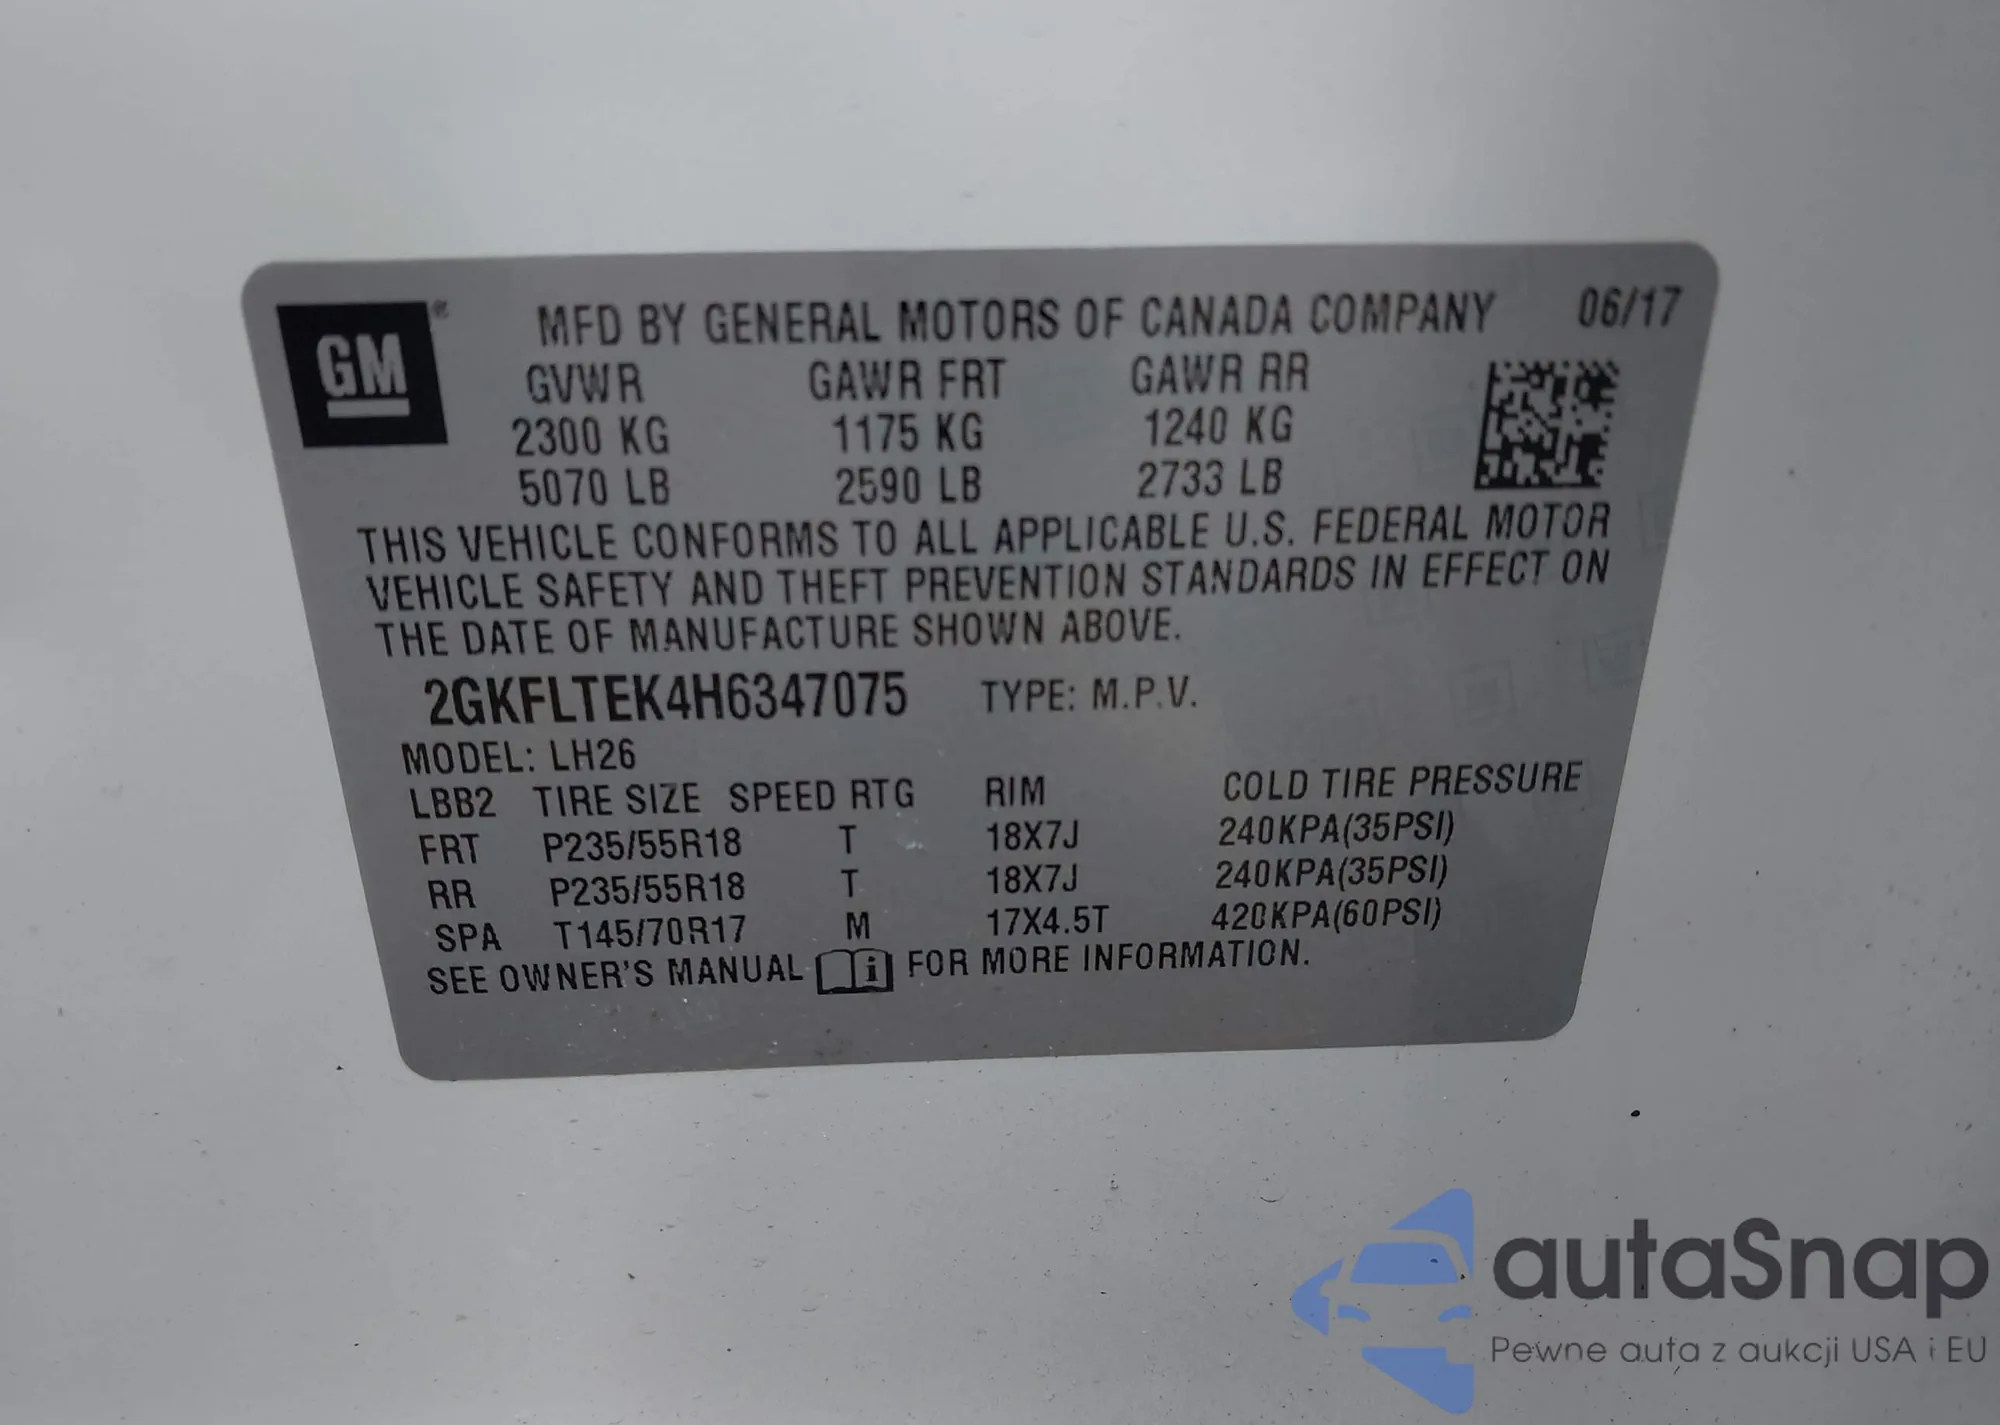 GM ® MFD BY GENERAL MOTORS OF CANADA COMPANY 06/17
GVWR GAWR FRT GAWR RR
2300 KG 1175 KG 1240 KG
5070 LB 2590 LB 2733 LB
THIS VEHICLE CONFORMS TO ALL APPLICABLE U.S. FEDERAL MOTOR
VEHICLE SAFETY AND THEFT PREVENTION STANDARDS IN EFFECT ON
THE DATE OF MANUFACTURE SHOWN ABOVE.
2GKFLTEK4H6347075 TYPE: M.P.V.
MODEL: LH26
LBB2 TIRE SIZE SPEED RTG RIM COLD TIRE PRESSURE
FRT P235/55R18 T 18X7J 240KPA(35PSI)
RR P235/55R18 T 18X7J 240KPA(35PSI)
SPA T145/70R17 M 17X4.5T 420KPA(60PSI)
SEE OWNER'S MANUAL i FOR MORE INFORMATION.
autaSnap
Pewne auta z aukcji USA i EU